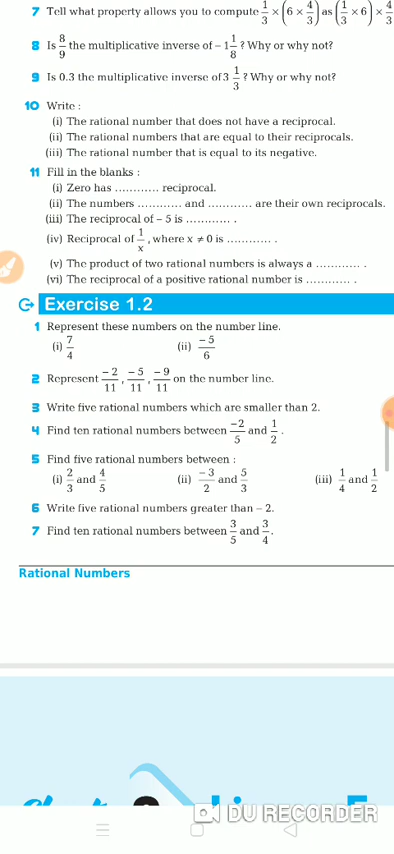 7 Tell what property allows you to compute 1/3 × (6 × 4/3) as (1/3 × 6) × 4/3
8 Is 8/9 the multiplicative inverse of – 1 1/8 ? Why or why not?
9 Is 0.3 the multiplicative inverse of 3 1/3 ? Why or why not?
10 Write :
(i) The rational number that does not have a reciprocal.
(ii) The rational numbers that are equal to their reciprocals.
(iii) The rational number that is equal to its negative.
11 Fill in the blanks :
(i) Zero has ............ reciprocal.
(ii) The numbers ............ and ............ are their own reciprocals.
(iii) The reciprocal of – 5 is ............ .
(iv) Reciprocal of 1/x , where x ≠ 0 is ............ .
(v) The product of two rational numbers is always a ............ .
(vi) The reciprocal of a positive rational number is ............ .
Exercise 1.2
1 Represent these numbers on the number line.
(i) 7/4 (ii) –5/6
2 Represent –2/11 , –5/11 , –9/11 on the number line.
3 Write five rational numbers which are smaller than 2.
4 Find ten rational numbers between –2/5 and 1/2 .
5 Find five rational numbers between :
(i) 2/3 and 4/5 (ii) –3/2 and 5/3 (iii) 1/4 and 1/2
6 Write five rational numbers greater than – 2.
7 Find ten rational numbers between 3/5 and 3/4 .
Rational Numbers
DU RECORDER